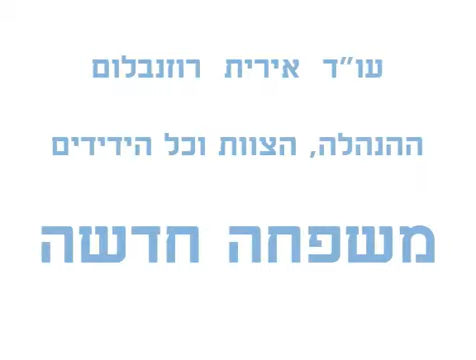 עו"ד אירית רוזנבלום
ההנהלה, הצוות וכל הידידים
משפחה חדשה